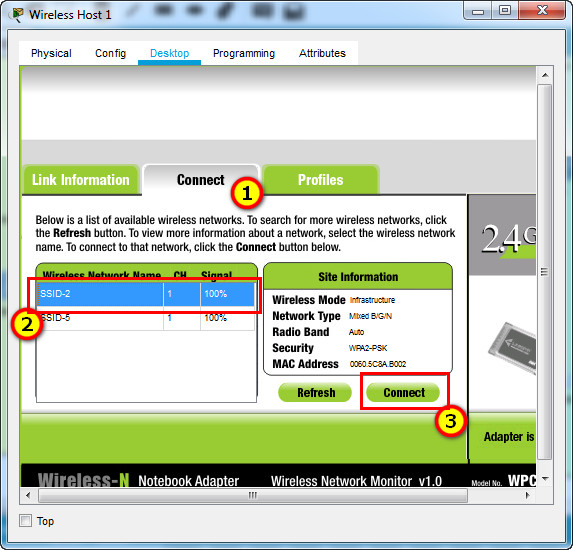 Wireless Host 1
Physical Config Desktop Programming Attributes
Link Information Connect Profiles
1
Below is a list of available wireless networks. To search for more wireless networks, click
the Refresh button. To view more information about a network, select the wireless network
name. To connect to that network, click the Connect button below.
2.4G
Wireless Network Name CH Signal
SSID-2 1 100%
SSID-5 1 100%
2
Site Information
Wireless Mode Infrastructure
Network Type Mixed B/G/N
Radio Band Auto
Security WPA2-PSK
MAC Address 0060.5C8A.B002
Refresh Connect
3
Adapter is
Wireless-N Notebook Adapter Wireless Network Monitor v1.0 Model No. WPC
Top